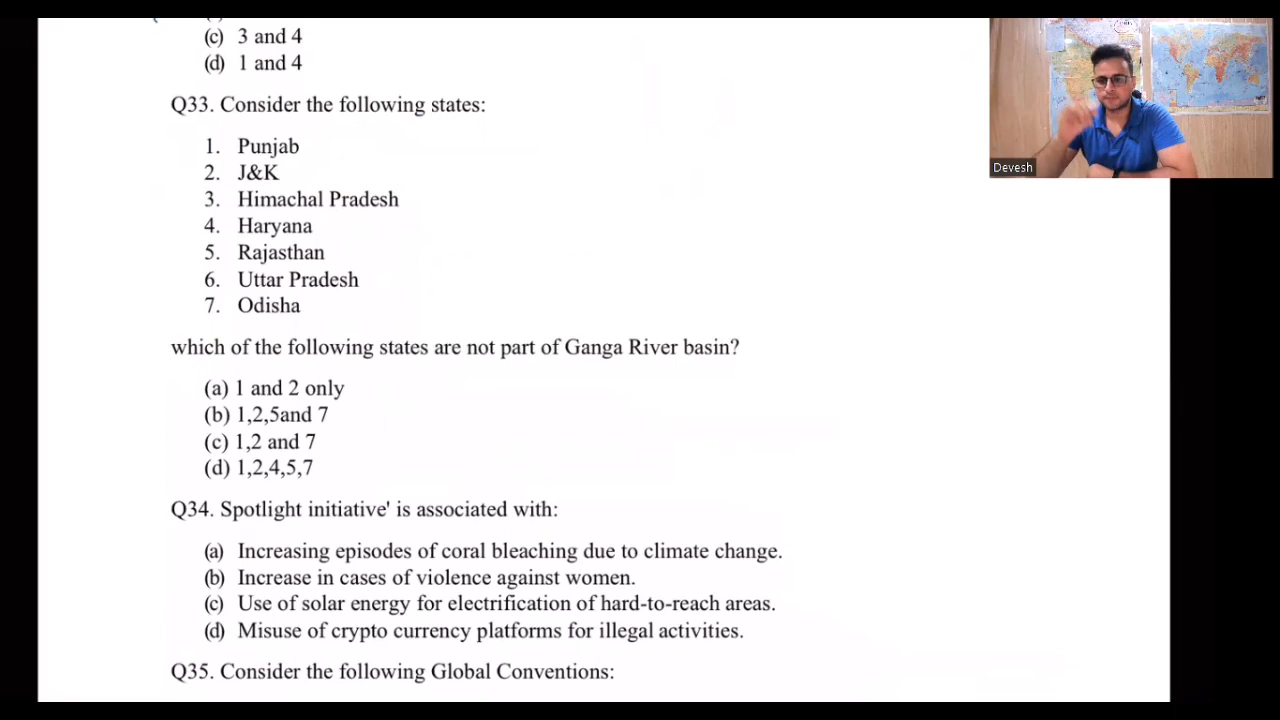 (c) 3 and 4
(d) 1 and 4
Q33. Consider the following states:
1. Punjab
2. J&K
3. Himachal Pradesh
4. Haryana
5. Rajasthan
6. Uttar Pradesh
7. Odisha
which of the following states are not part of Ganga River basin?
(a) 1 and 2 only
(b) 1,2,5and 7
(c) 1,2 and 7
(d) 1,2,4,5,7
Q34. Spotlight initiative' is associated with:
(a) Increasing episodes of coral bleaching due to climate change.
(b) Increase in cases of violence against women.
(c) Use of solar energy for electrification of hard-to-reach areas.
(d) Misuse of crypto currency platforms for illegal activities.
Q35. Consider the following Global Conventions:
Devesh